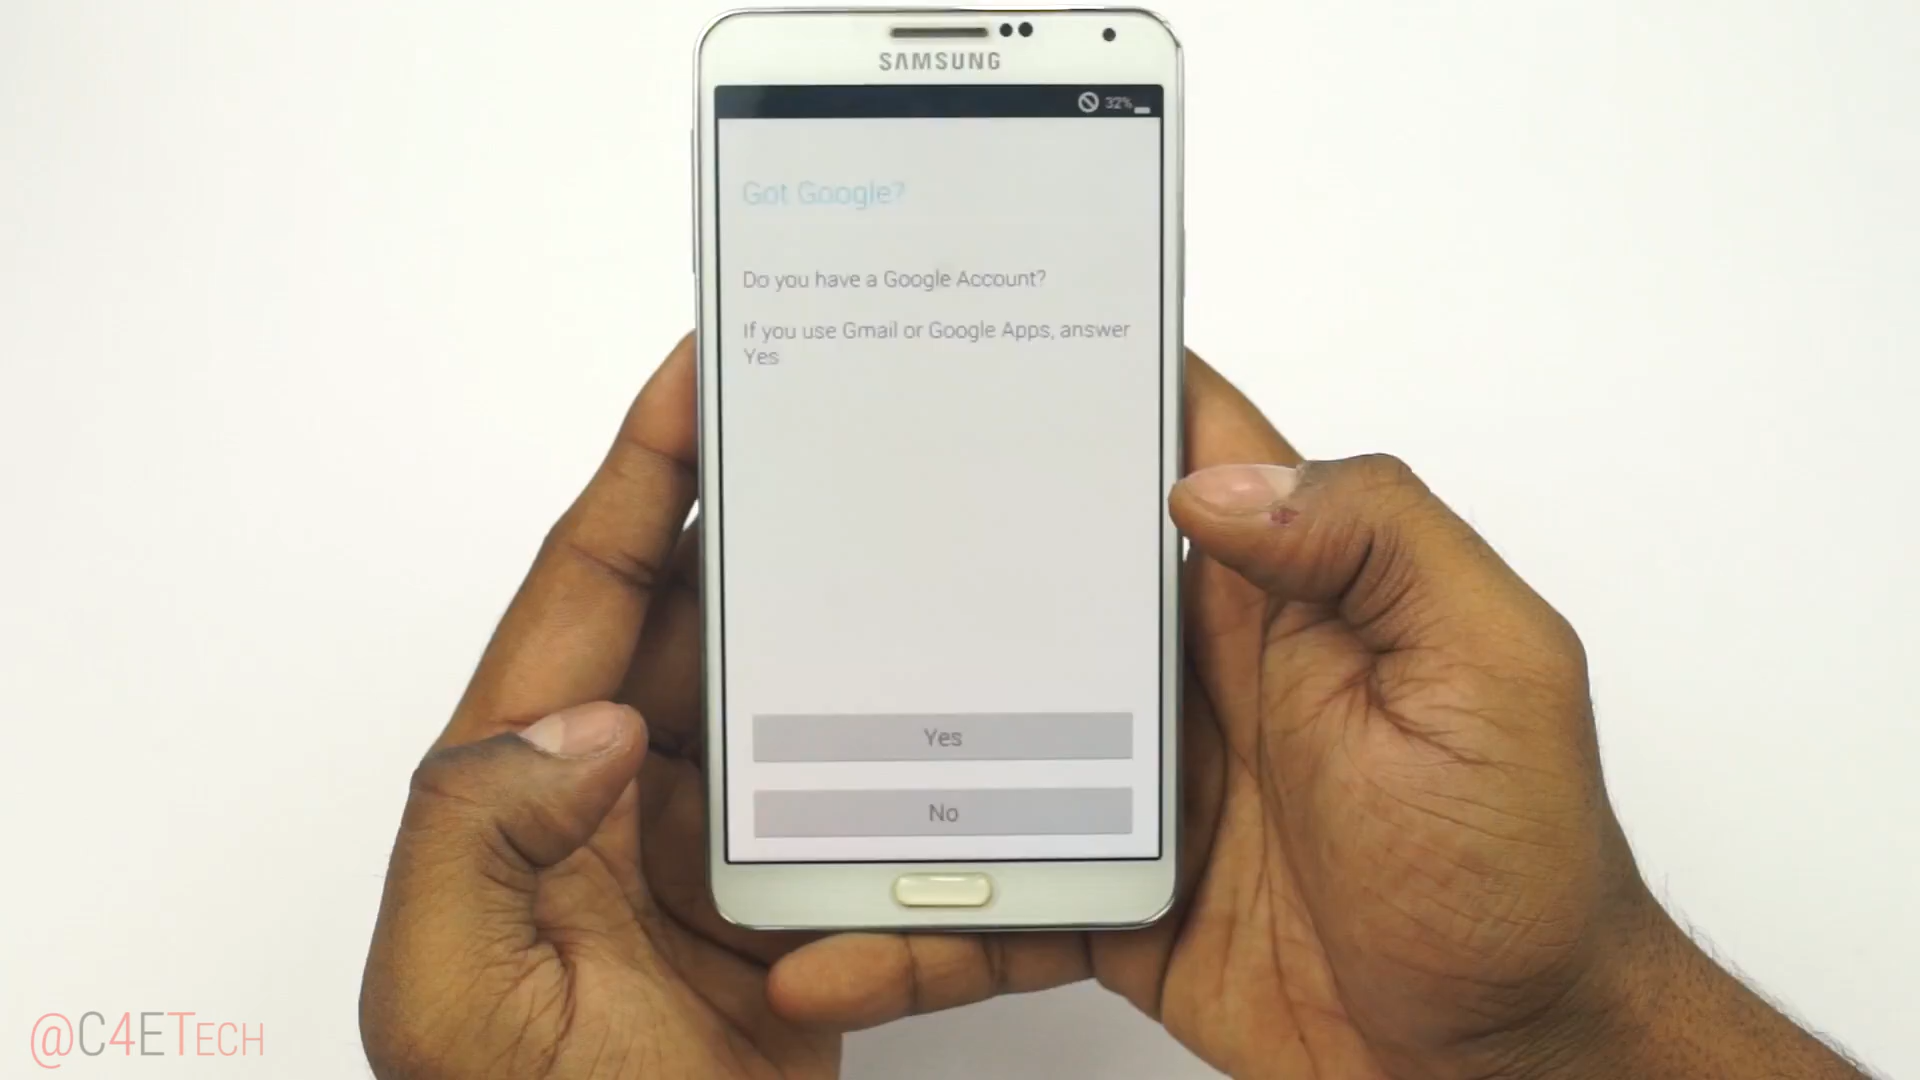 SAMSUNG
32%
Got Google?
Do you have a Google Account?
If you use Gmail or Google Apps, answer
Yes
Yes
No
@C4ETECH